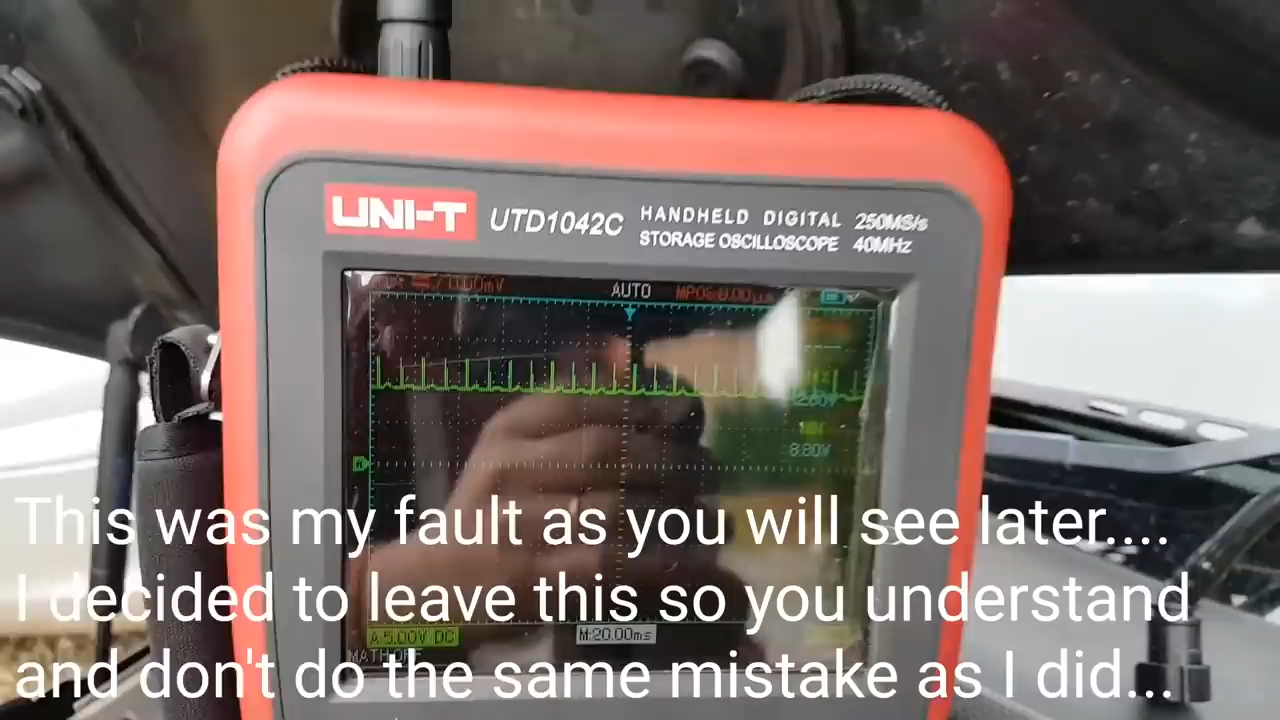 UNI-T UTD1042C HANDHELD DIGITAL 250MS/s
STORAGE OSCILLOSCOPE 40MHz
AUTO
8.80V
This was my fault as you will see later....
I decided to leave this so you understand
A 5.00V DC M:20.00ms
MATH OFF
and don't do the same mistake as I did...